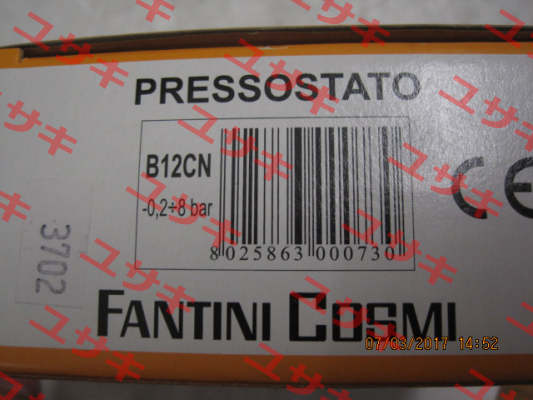 PRESSOSTATO
B12CN
-0,2÷8 bar
8 025863 000730
CE
3702
FANTINI COSMI
07/03/2017 14:52
ユサキ